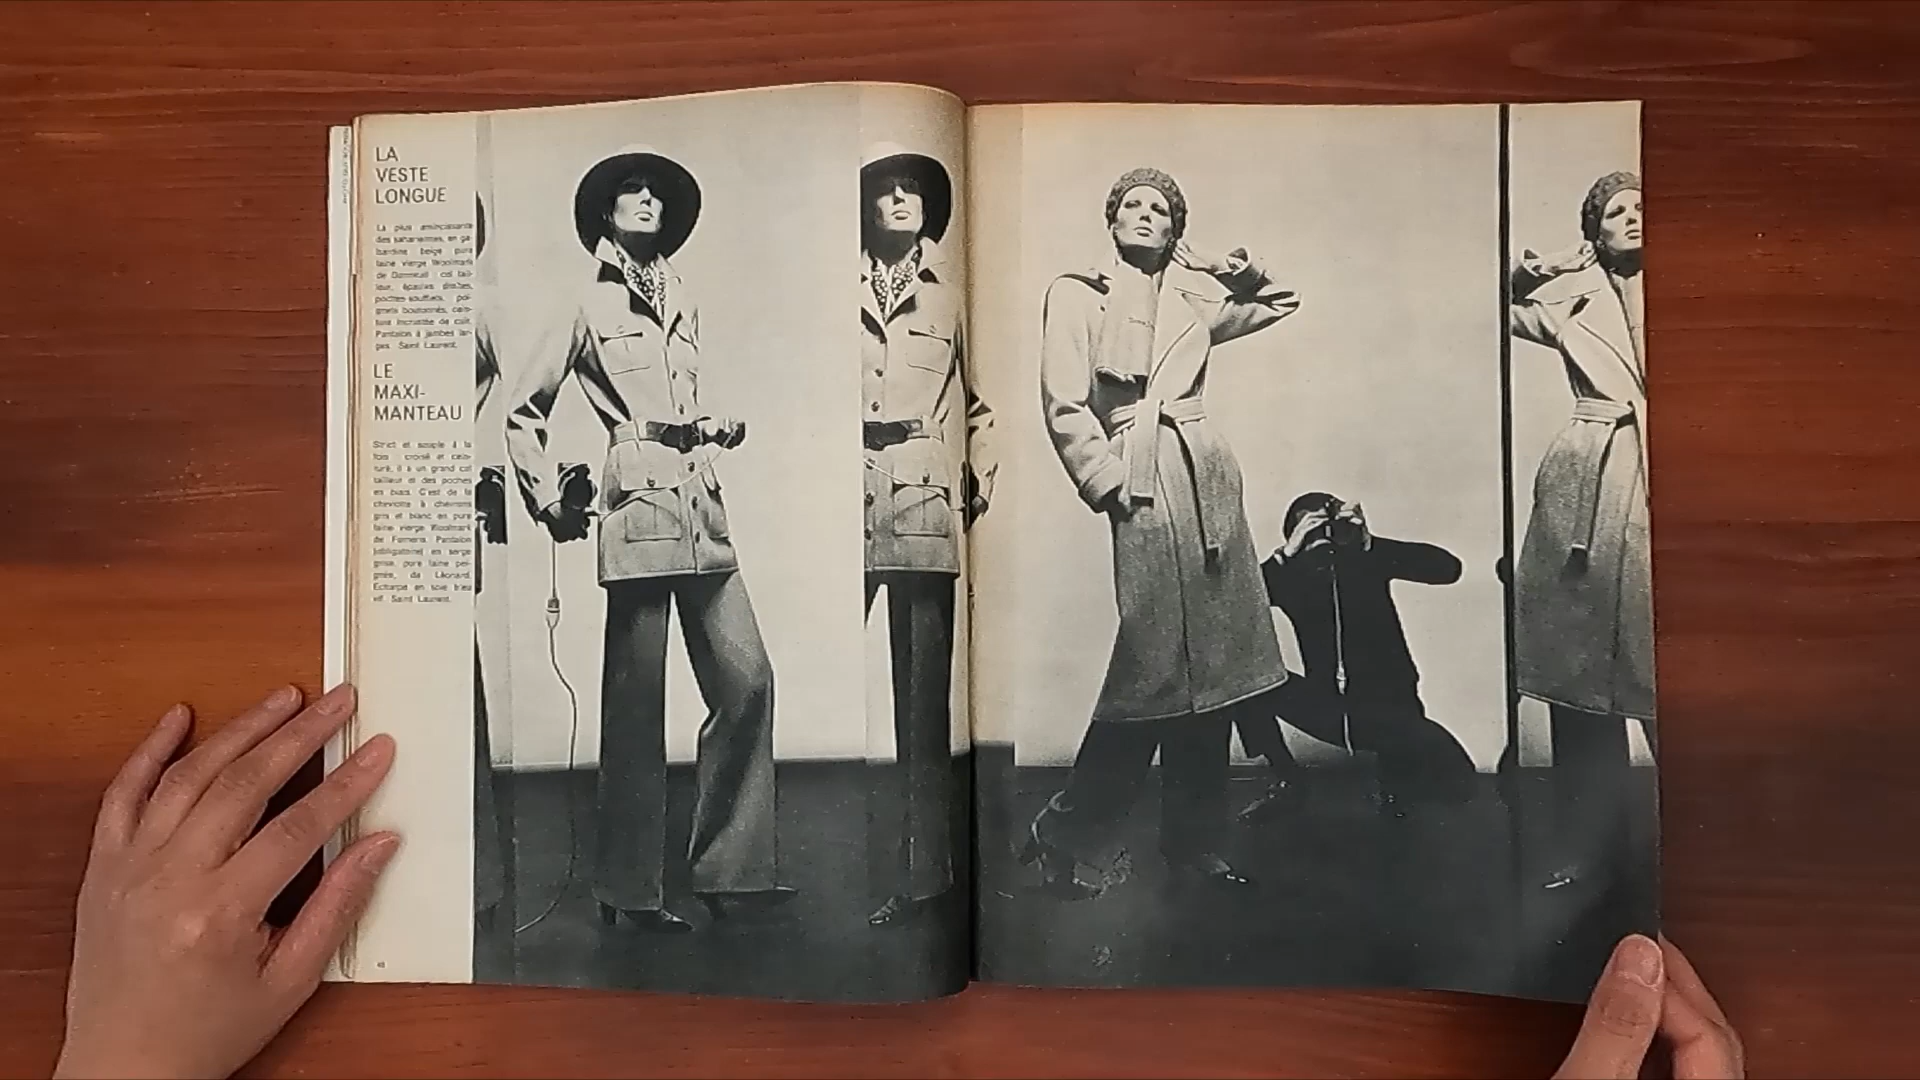 LA
VESTE
LONGUE
La plus amincissante
des sahariennes, en ga-
bardine beige pure
laine vierge Woolmark
de Dormeuil : col tail-
leur, épaules droites,
poches-soufflets, poi-
gnets boutonnés, cein-
ture incrustée de cuir.
Pantalon à jambes lar-
ges. Saint Laurent.
LE
MAXI-
MANTEAU
Strict et souple à la
fois : croisé et cein-
turé, il a un grand col
tailleur et des poches
en biais. C'est de la
cheviotte à chevrons
gris et blanc en pure
laine vierge Woolmark
de
Pantalon
(obligatoire) en serge
grise, pure laine pei-
gnée, de Léonard.
Echarpe en soie bleu
vif. Saint Laurent.